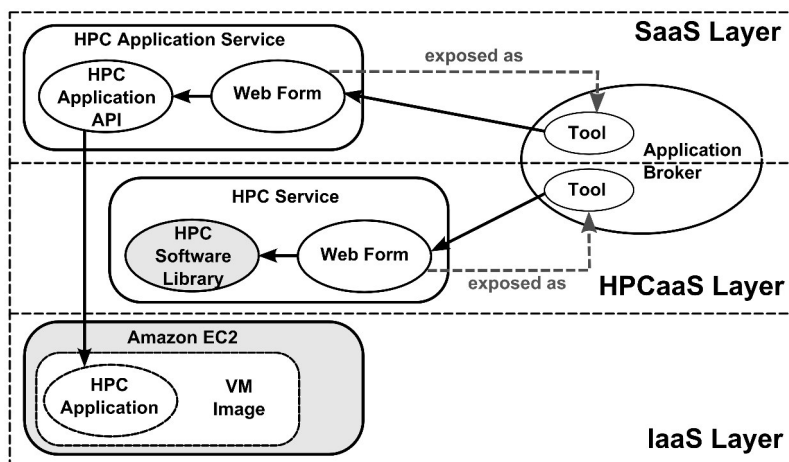 SaaS Layer
HPC Application Service
exposed as
HPC
Application
API
Web Form
Tool
Application
Broker
Tool
HPC Service
HPC
Software
Library
Web Form
exposed as
HPCaaS Layer
Amazon EC2
HPC
Application
VM
Image
IaaS Layer